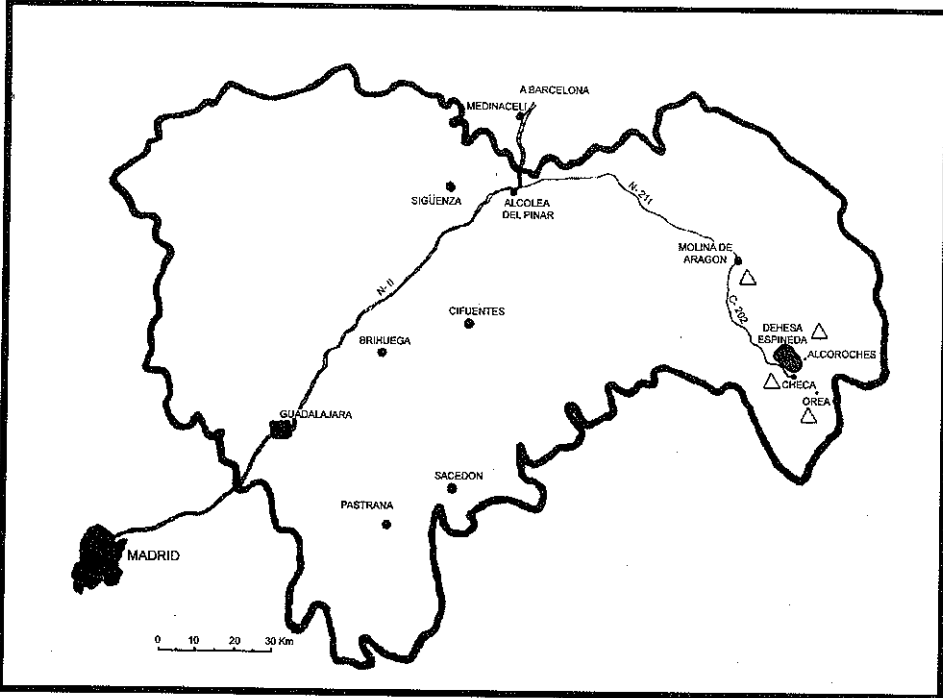 A BARCELONA
MEDINACELI
SIGÜENZA
ALCOLEA
DEL PINAR
N-211
MOLINA DE
ARAGON
N-II
C-202
CIFUENTES
BRIHUEGA
DEHESA
ESPINEDA
ALCOROCHES
CHECA
OREA
GUADALAJARA
SACEDON
PASTRANA
MADRID
0 10 20 30 Km